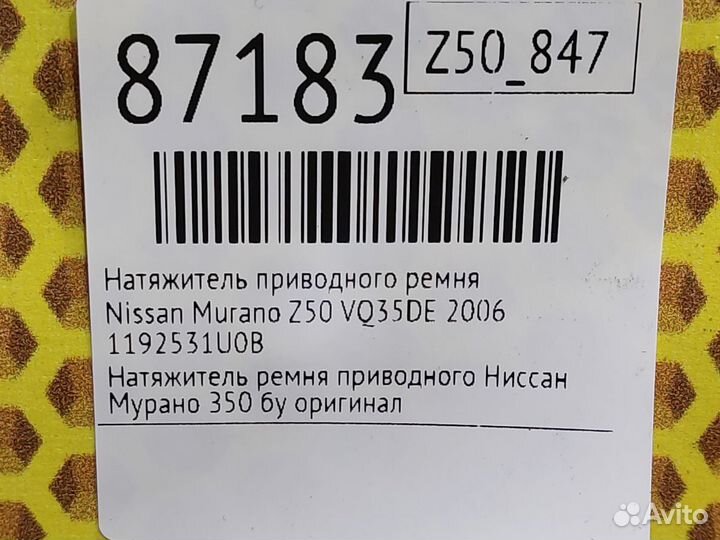 87183
Z50_847
Натяжитель приводного ремня
Nissan Murano Z50 VQ35DE 2006
1192531U0B
Натяжитель ремня приводного Ниссан
Мурано 350 бу оригинал
Avito